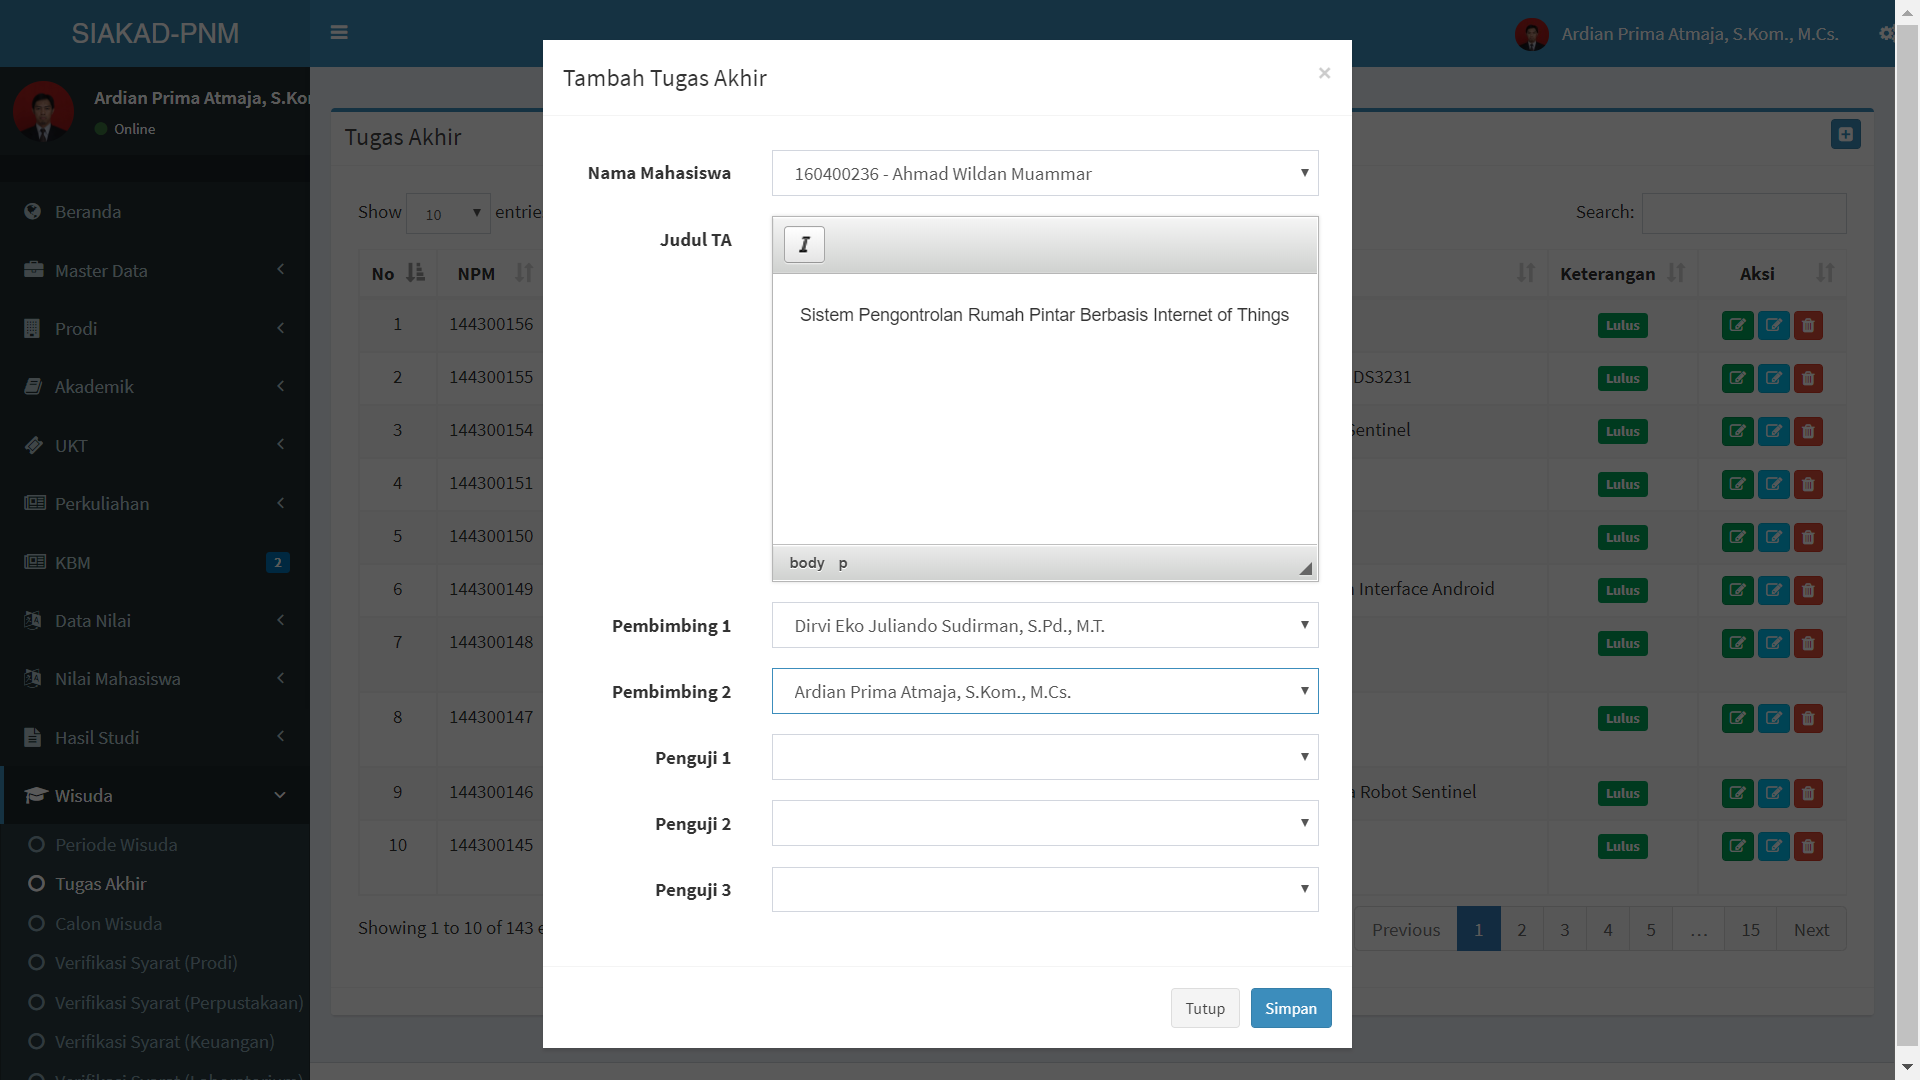 SIAKAD-PNM
Ardian Prima Atmaja, S.Kom., M.Cs.
Ardian Prima Atmaja, S.Ko
Online
Beranda
Master Data
Prodi
Akademik
UKT
Perkuliahan
KBM 2
Data Nilai
Nilai Mahasiswa
Hasil Studi
Wisuda
Periode Wisuda
Tugas Akhir
Calon Wisuda
Verifikasi Syarat (Prodi)
Verifikasi Syarat (Perpustakaan)
Verifikasi Syarat (Keuangan)
Tugas Akhir
Show 10 entrie
Search:
No NPM Keterangan Aksi
1 144300156 Lulus
2 144300155 DS3231 Lulus
3 144300154 Sentinel Lulus
4 144300151 Lulus
5 144300150 Lulus
6 144300149 Interface Android Lulus
7 144300148 Lulus
8 144300147 Lulus
9 144300146 a Robot Sentinel Lulus
10 144300145 Lulus
Showing 1 to 10 of 143 e
Previous 1 2 3 4 5 … 15 Next
Tambah Tugas Akhir ×
Nama Mahasiswa 160400236 - Ahmad Wildan Muammar
Judul TA
I
Sistem Pengontrolan Rumah Pintar Berbasis Internet of Things
body p
Pembimbing 1 Dirvi Eko Juliando Sudirman, S.Pd., M.T.
Pembimbing 2 Ardian Prima Atmaja, S.Kom., M.Cs.
Penguji 1
Penguji 2
Penguji 3
Tutup Simpan